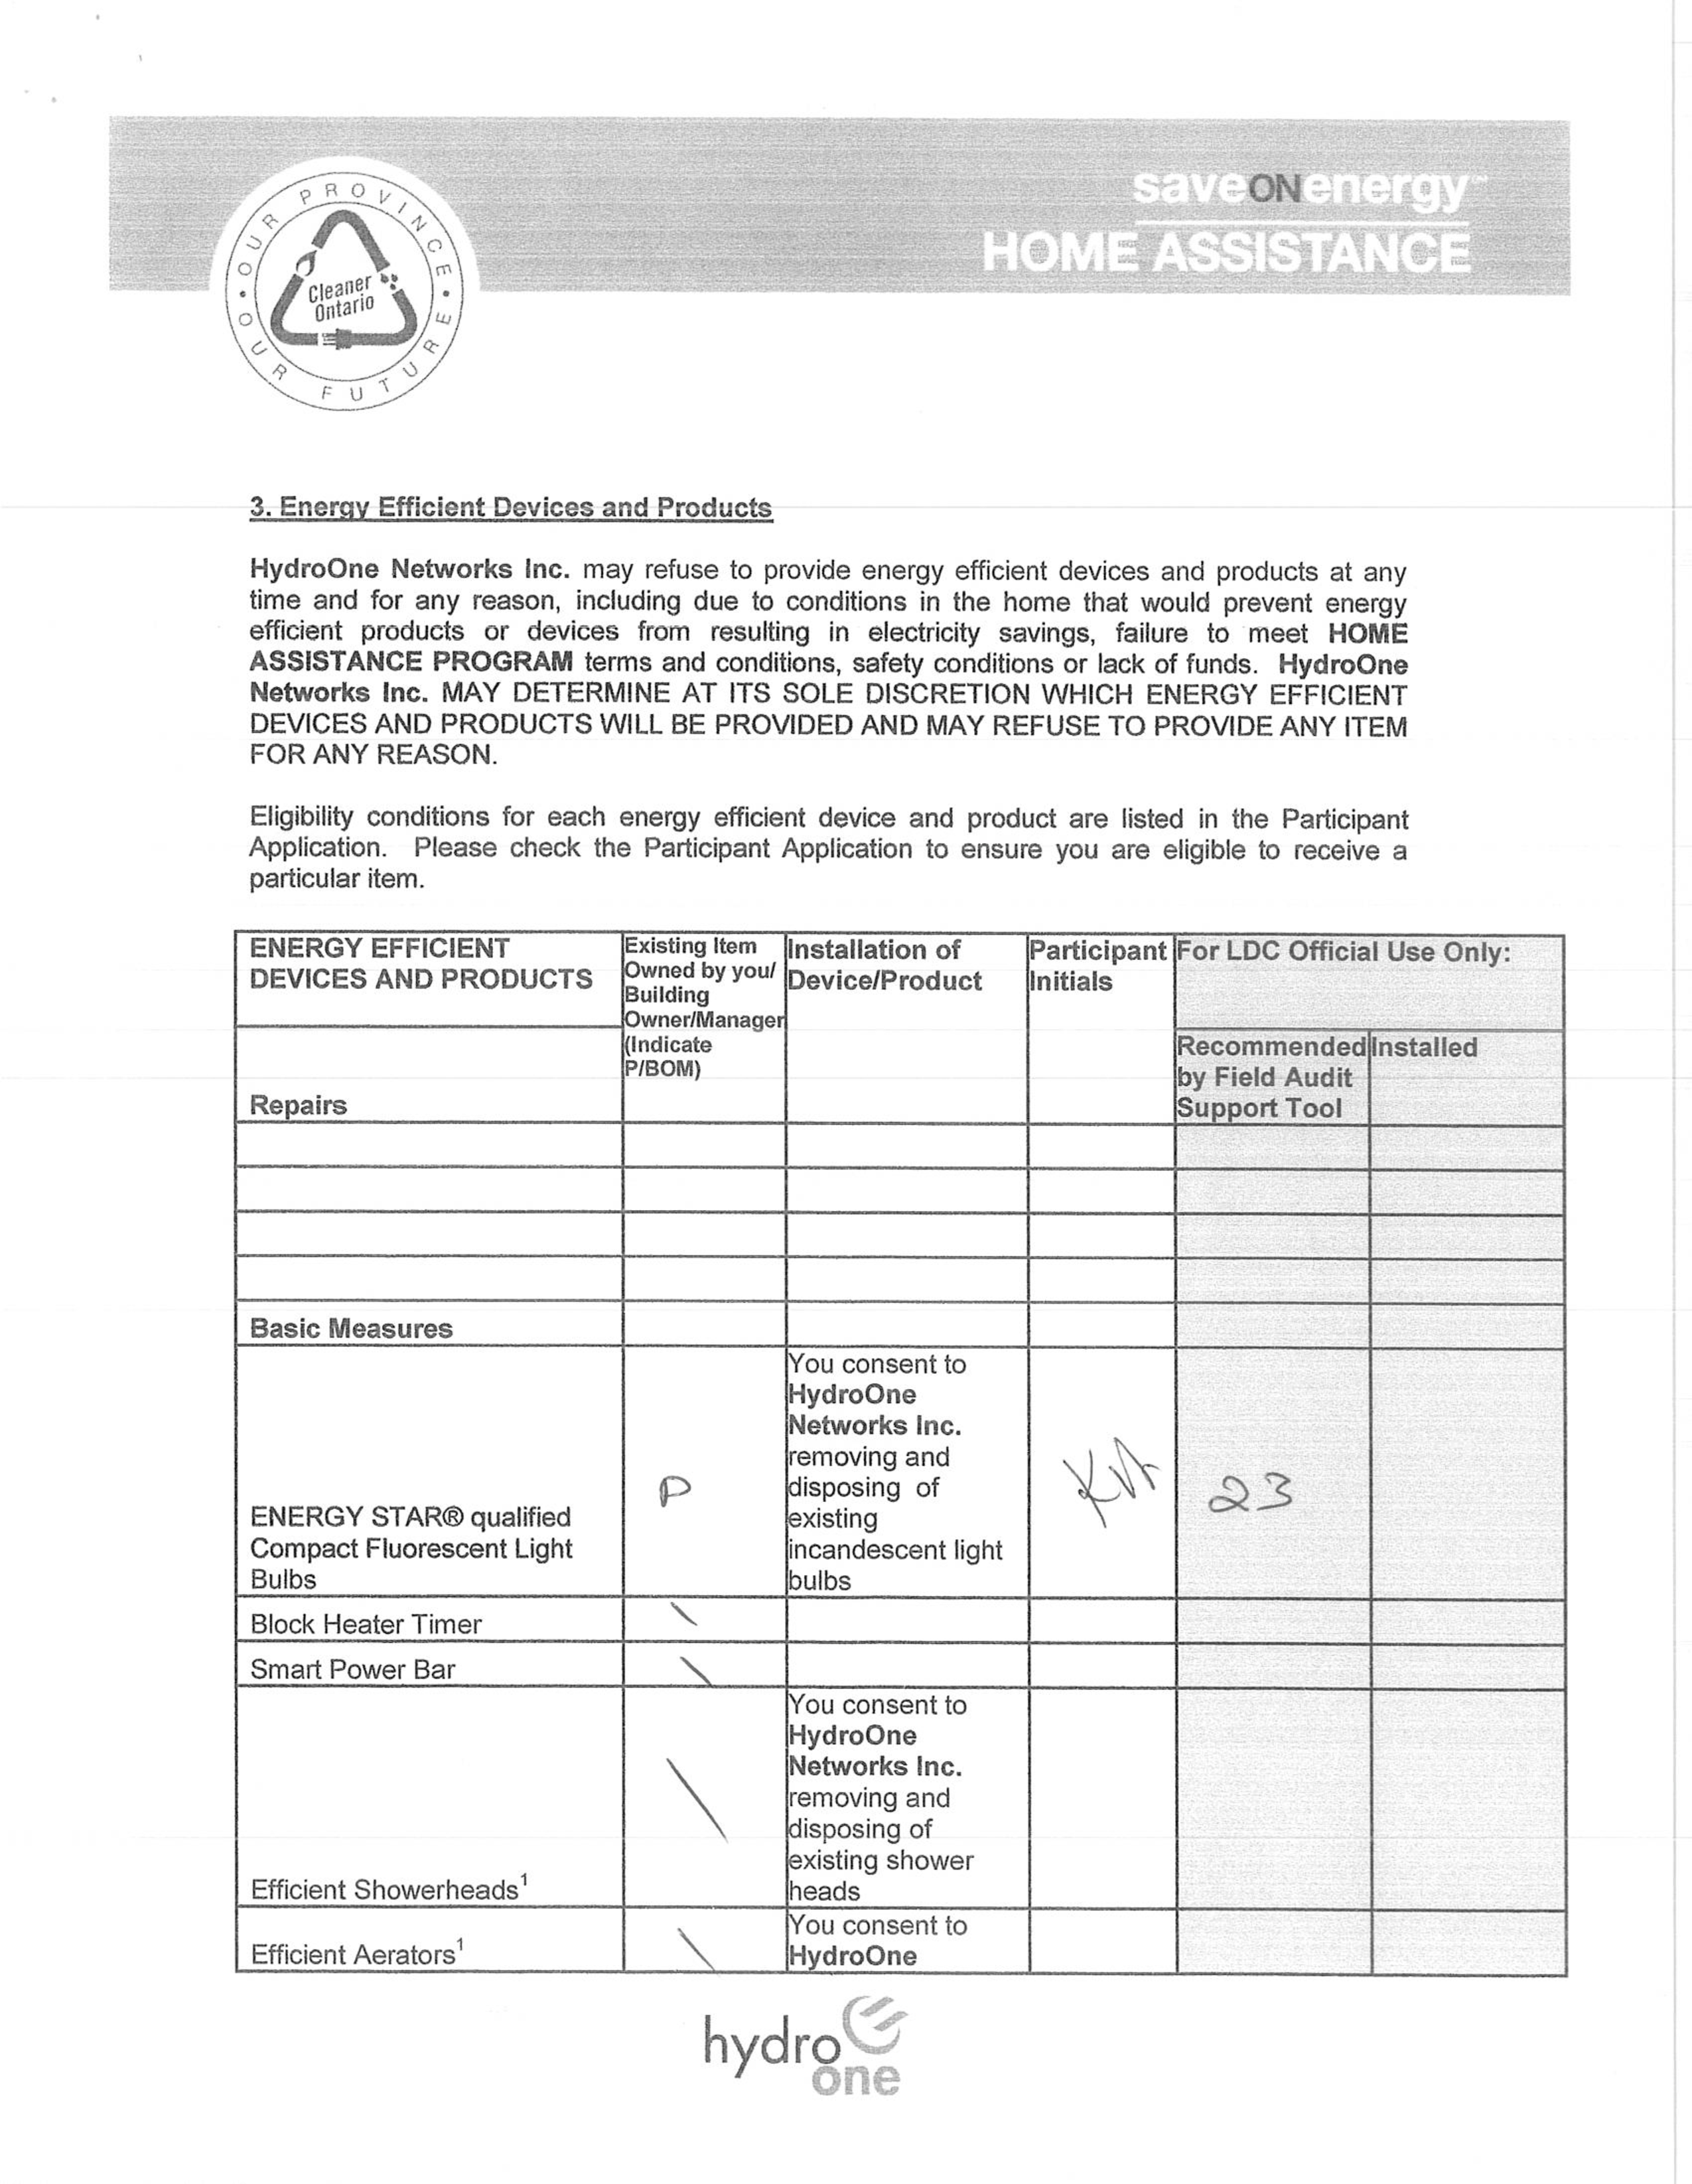 OUR PROVINCE • OUR FUTURE •
Cleaner
Ontario
saveONenergy
HOME ASSISTANCE
3. Energy Efficient Devices and Products
HydroOne Networks Inc. may refuse to provide energy efficient devices and products at any
time and for any reason, including due to conditions in the home that would prevent energy
efficient products or devices from resulting in electricity savings, failure to meet HOME
ASSISTANCE PROGRAM terms and conditions, safety conditions or lack of funds. HydroOne
Networks Inc. MAY DETERMINE AT ITS SOLE DISCRETION WHICH ENERGY EFFICIENT
DEVICES AND PRODUCTS WILL BE PROVIDED AND MAY REFUSE TO PROVIDE ANY ITEM
FOR ANY REASON.
Eligibility conditions for each energy efficient device and product are listed in the Participant
Application. Please check the Participant Application to ensure you are eligible to receive a
particular item.
ENERGY EFFICIENT
DEVICES AND PRODUCTS
Existing Item
Owned by you/
Building
Owner/Manager
(Indicate
P/BOM)
Installation of
Device/Product
Participant
Initials
For LDC Official Use Only:
Recommended
by Field Audit
Support Tool
Installed
Repairs
Basic Measures
ENERGY STAR® qualified
Compact Fluorescent Light
Bulbs
P
You consent to
HydroOne
Networks Inc.
removing and
disposing of
existing
incandescent light
bulbs
23
Block Heater Timer
Smart Power Bar
Efficient Showerheads¹
You consent to
HydroOne
Networks Inc.
removing and
disposing of
existing shower
heads
Efficient Aerators¹
You consent to
HydroOne
hydro
one